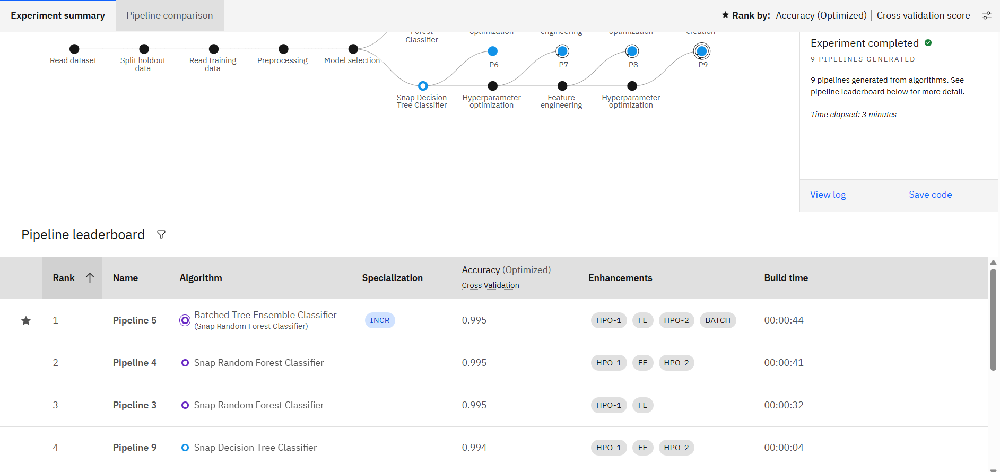 Experiment summary
Pipeline comparison
Rank by: Accuracy (Optimized) | Cross validation score
Forest
Classifier
optimization
engineering
optimization
creation
Read dataset
Split holdout
data
Read training
data
Preprocessing
Model selection
P6
P7
P8
P9
Snap Decision
Tree Classifier
Hyperparameter
optimization
Feature
engineering
Hyperparameter
optimization
Experiment completed
9 PIPELINES GENERATED
9 pipelines generated from algorithms. See
pipeline leaderboard below for more detail.
Time elapsed: 3 minutes
View log
Save code
Pipeline leaderboard
Rank Name Algorithm Specialization Accuracy (Optimized) Enhancements Build time
Cross Validation
1 Pipeline 5 Batched Tree Ensemble Classifier INCR 0.995 HPO-1 FE HPO-2 BATCH 00:00:44
(Snap Random Forest Classifier)
2 Pipeline 4 Snap Random Forest Classifier 0.995 HPO-1 FE HPO-2 00:00:41
3 Pipeline 3 Snap Random Forest Classifier 0.995 HPO-1 FE 00:00:32
4 Pipeline 9 Snap Decision Tree Classifier 0.994 HPO-1 FE HPO-2 00:00:04